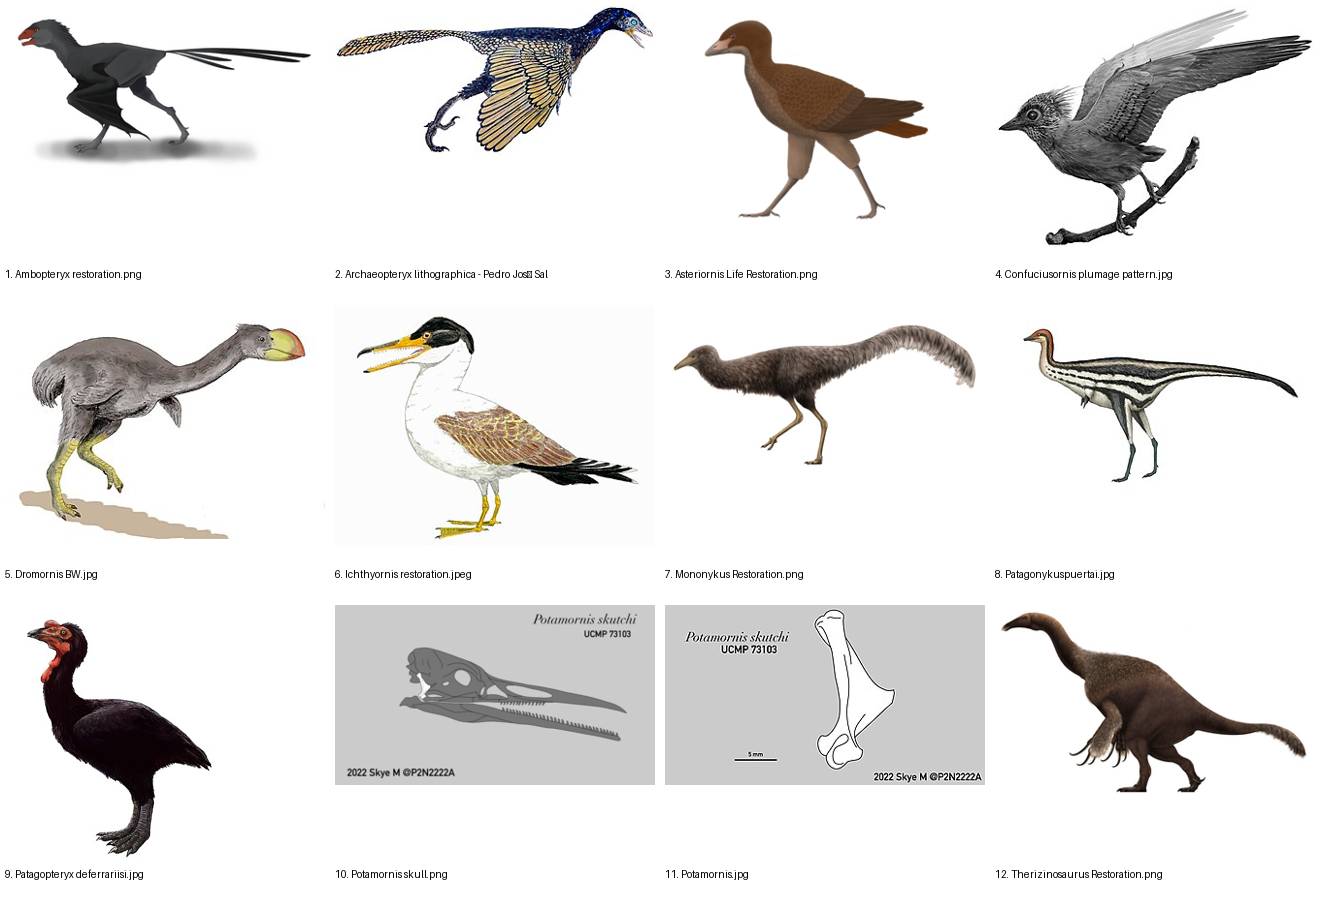 1. Ambopteryx restoration.png
2. Archaeopteryx lithographica - Pedro Jos▯ Sal
3. Asteriornis Life Restoration.png
4. Confuciusornis plumage pattern.jpg
5. Dromornis BW.jpg
6. Ichthyornis restoration.jpeg
7. Mononykus Restoration.png
8. Patagonykuspuertai.jpg
Potamornis skutchi
UCMP 73103
2022 Skye M @P2N2222A
Potamornis skutchi
UCMP 73103
5 mm
2022 Skye M @P2N2222A
9. Patagopteryx deferrariisi.jpg
10. Potamornis skull.png
11. Potamornis.jpg
12. Therizinosaurus Restoration.png